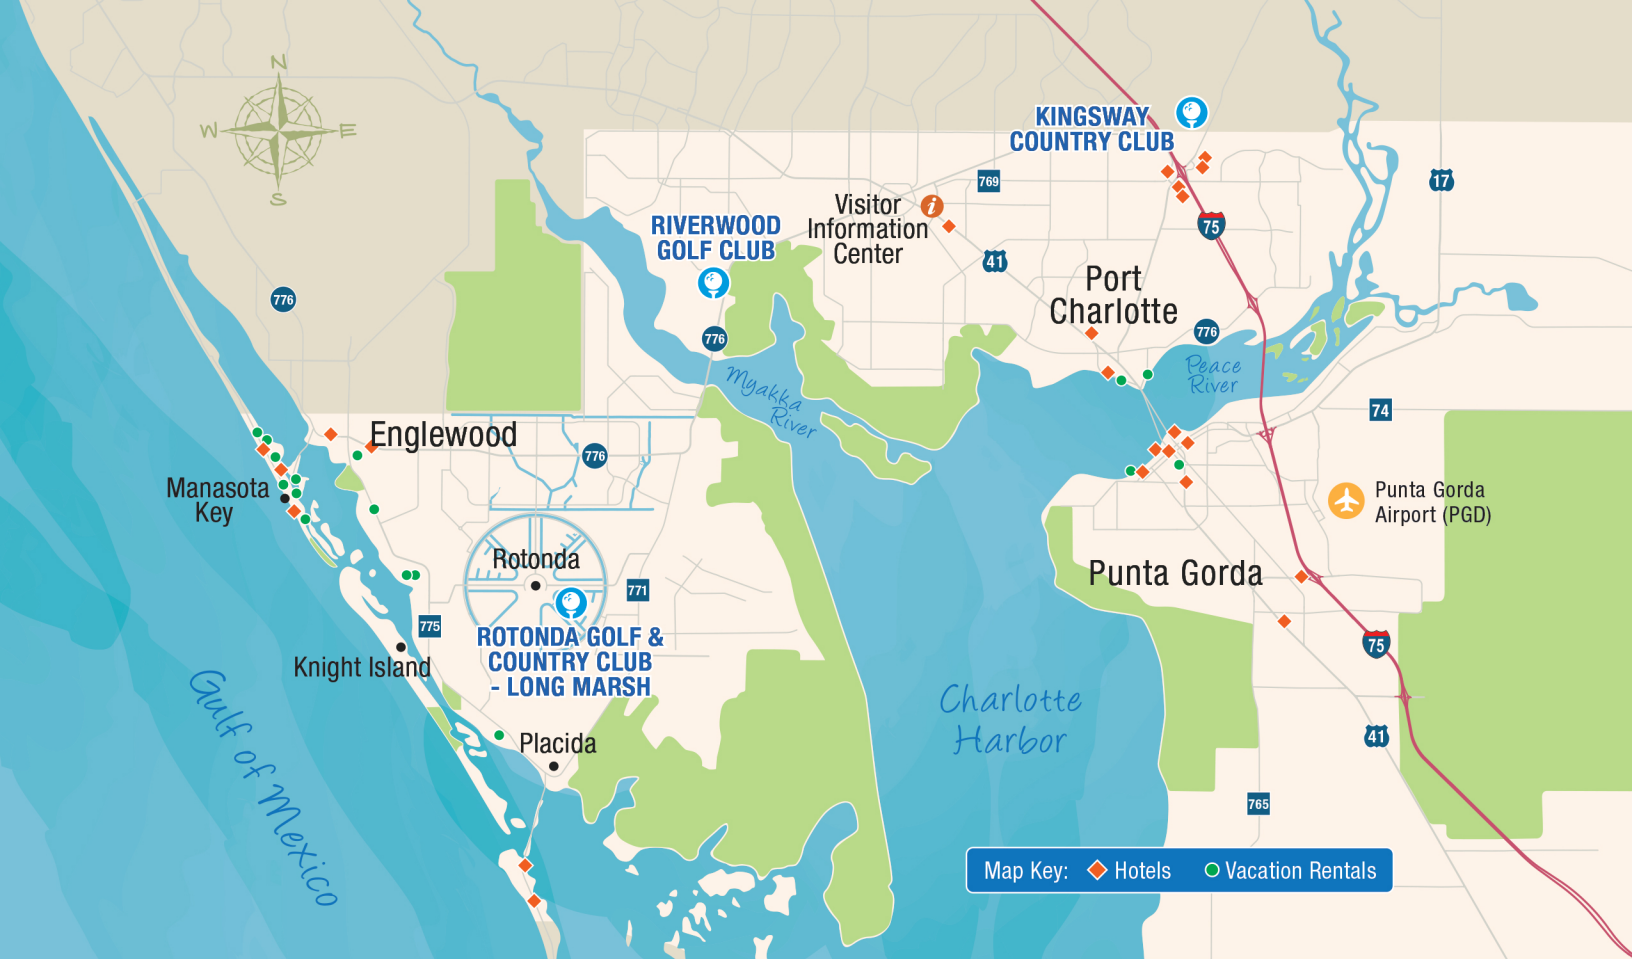 N
W
E
S
KINGSWAY
COUNTRY CLUB
769
17
Visitor
Information
Center
i
RIVERWOOD
GOLF CLUB
75
41
Port
Charlotte
776
776
776
Peace
River
Myakka
River
74
Englewood
776
Manasota
Key
Punta Gorda
Airport (PGD)
Rotonda
Punta Gorda
771
775
ROTONDA GOLF &
COUNTRY CLUB
- LONG MARSH
Knight Island
75
Gulf of Mexico
Charlotte
Harbor
Placida
41
765
Map Key:
Hotels
Vacation Rentals